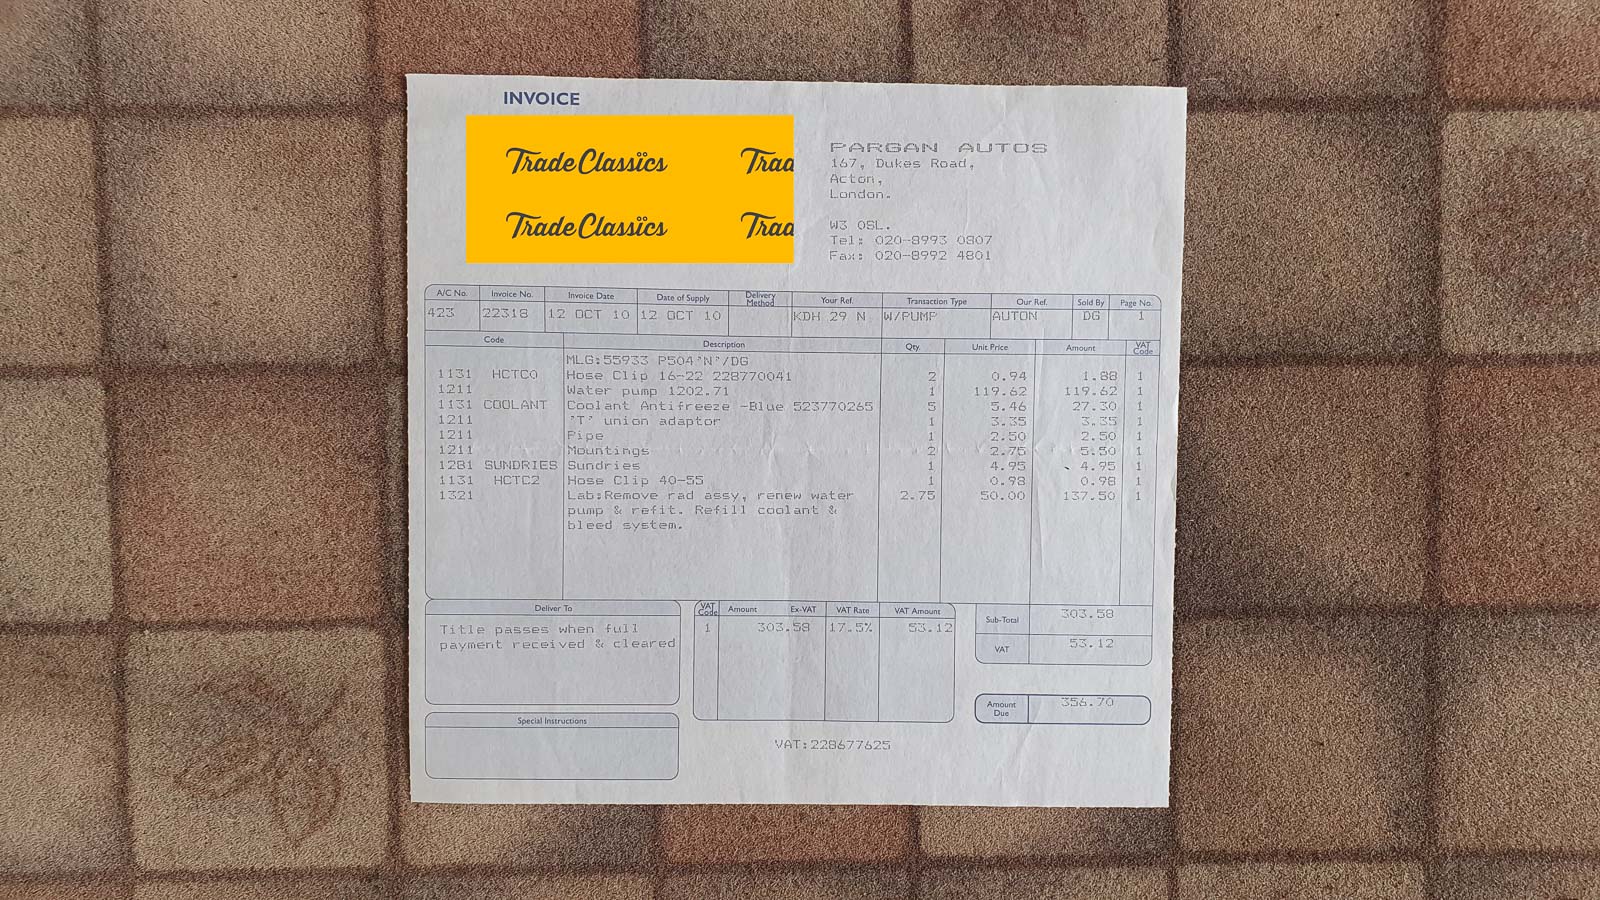 INVOICE
Trade Classics Trad
Trade Classics Trad
PARGAN AUTOS
167, Dukes Road,
Acton,
London.
W3 0SL.
Tel: 020-8993 0807
Fax: 020-8992 4801
A/C No. Invoice No. Invoice Date Date of Supply Delivery Method Your Ref. Transaction Type Our Ref. Sold By Page No.
423 22318 12 OCT 10 12 OCT 10 KDH 29 N W/PUMP AUTON DG 1
Code Description Qty. Unit Price Amount VAT Code
MLG:55933 P504'N'/DG
1131 HCTC0 Hose Clip 16-22 228770041 2 0.94 1.88 1
1211 Water pump 1202.71 1 119.62 119.62 1
1131 COOLANT Coolant Antifreeze -Blue 523770265 5 5.46 27.30 1
1211 'T' union adaptor 1 3.35 3.35 1
1211 Pipe 1 2.50 2.50 1
1211 Mountings 2 2.75 5.50 1
1281 SUNDRIES Sundries 1 4.95 4.95 1
1131 HCTC2 Hose Clip 40-55 1 0.98 0.98 1
1321 Lab:Remove rad assy, renew water 2.75 50.00 137.50 1
pump & refit. Refill coolant &
bleed system.
Deliver To
Title passes when full
payment received & cleared
Special Instructions
VAT Code Amount Ex-VAT VAT Rate VAT Amount
1 303.58 17.5% 53.12
Sub-Total 303.58
VAT 53.12
Amount Due 356.70
VAT:228677625